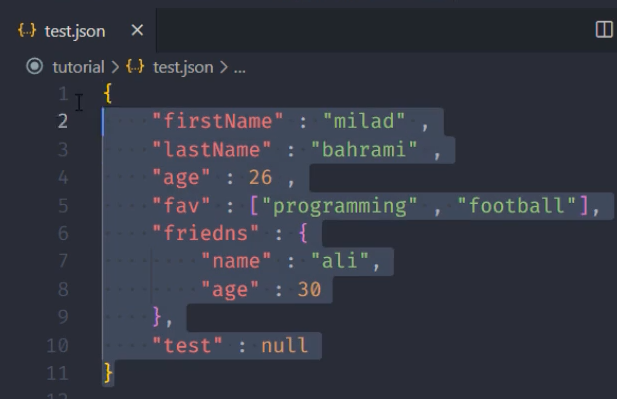 {..} test.json ×
tutorial > {..} test.json > ...
1 {
2 "firstName" : "milad" ,
3 "lastName" : "bahrami" ,
4 "age" : 26 ,
5 "fav" : ["programming" , "football"],
6 "friedns" : {
7 "name" : "ali",
8 "age" : 30
9 },
10 "test" : null
11 }